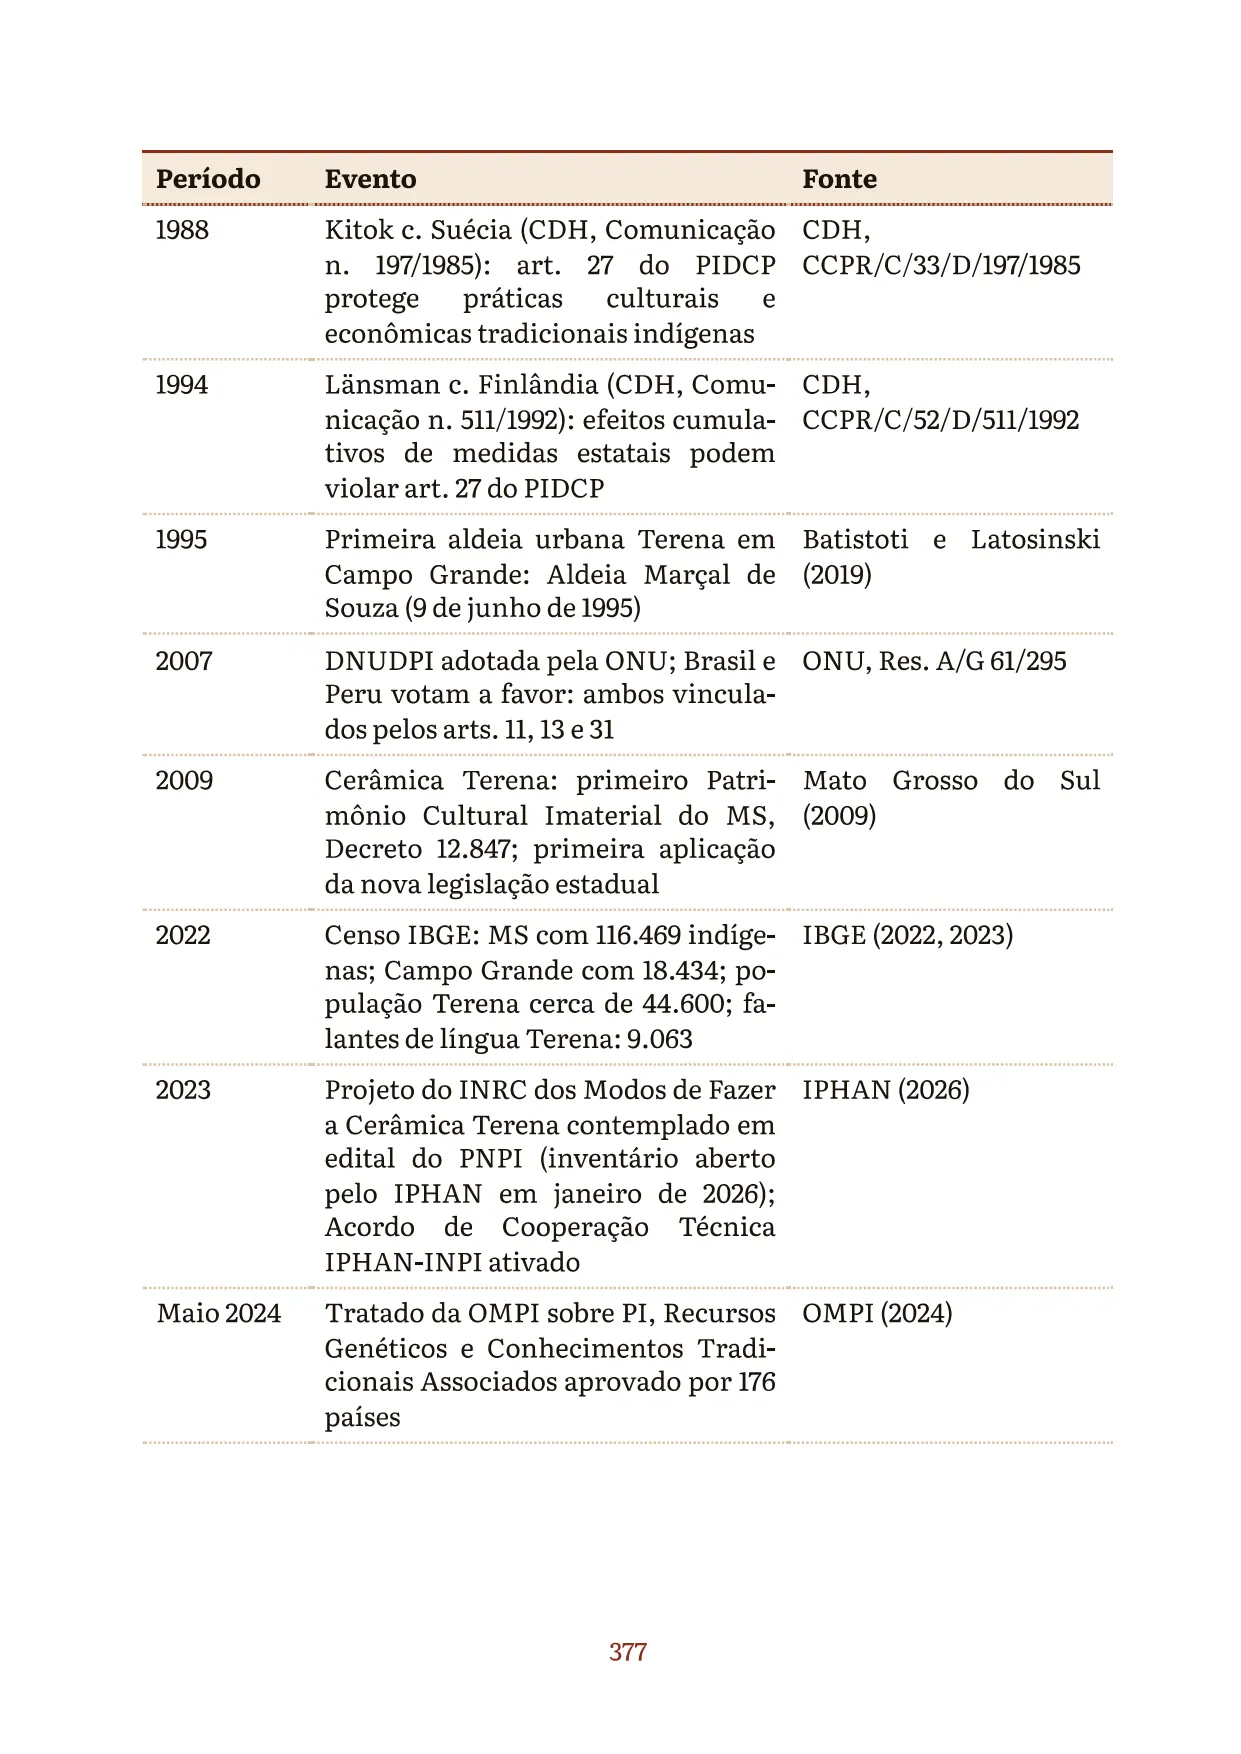 Período Evento Fonte
1988 Kitok c. Suécia (CDH, Comunicação CDH,
n. 197/1985): art. 27 do PIDCP CCPR/C/33/D/197/1985
protege práticas culturais e
econômicas tradicionais indígenas
1994 Länsman c. Finlândia (CDH, Comu- CDH,
nicação n. 511/1992): efeitos cumula- CCPR/C/52/D/511/1992
tivos de medidas estatais podem
violar art. 27 do PIDCP
1995 Primeira aldeia urbana Terena em Batistoti e Latosinski
Campo Grande: Aldeia Marçal de (2019)
Souza (9 de junho de 1995)
2007 DNUDPI adotada pela ONU; Brasil e ONU, Res. A/G 61/295
Peru votam a favor: ambos vincula-
dos pelos arts. 11, 13 e 31
2009 Cerâmica Terena: primeiro Patri- Mato Grosso do Sul
mônio Cultural Imaterial do MS, (2009)
Decreto 12.847; primeira aplicação
da nova legislação estadual
2022 Censo IBGE: MS com 116.469 indíge- IBGE (2022, 2023)
nas; Campo Grande com 18.434; po-
pulação Terena cerca de 44.600; fa-
lantes de língua Terena: 9.063
2023 Projeto do INRC dos Modos de Fazer IPHAN (2026)
a Cerâmica Terena contemplado em
edital do PNPI (inventário aberto
pelo IPHAN em janeiro de 2026);
Acordo de Cooperação Técnica
IPHAN-INPI ativado
Maio 2024 Tratado da OMPI sobre PI, Recursos OMPI (2024)
Genéticos e Conhecimentos Tradi-
cionais Associados aprovado por 176
países
377